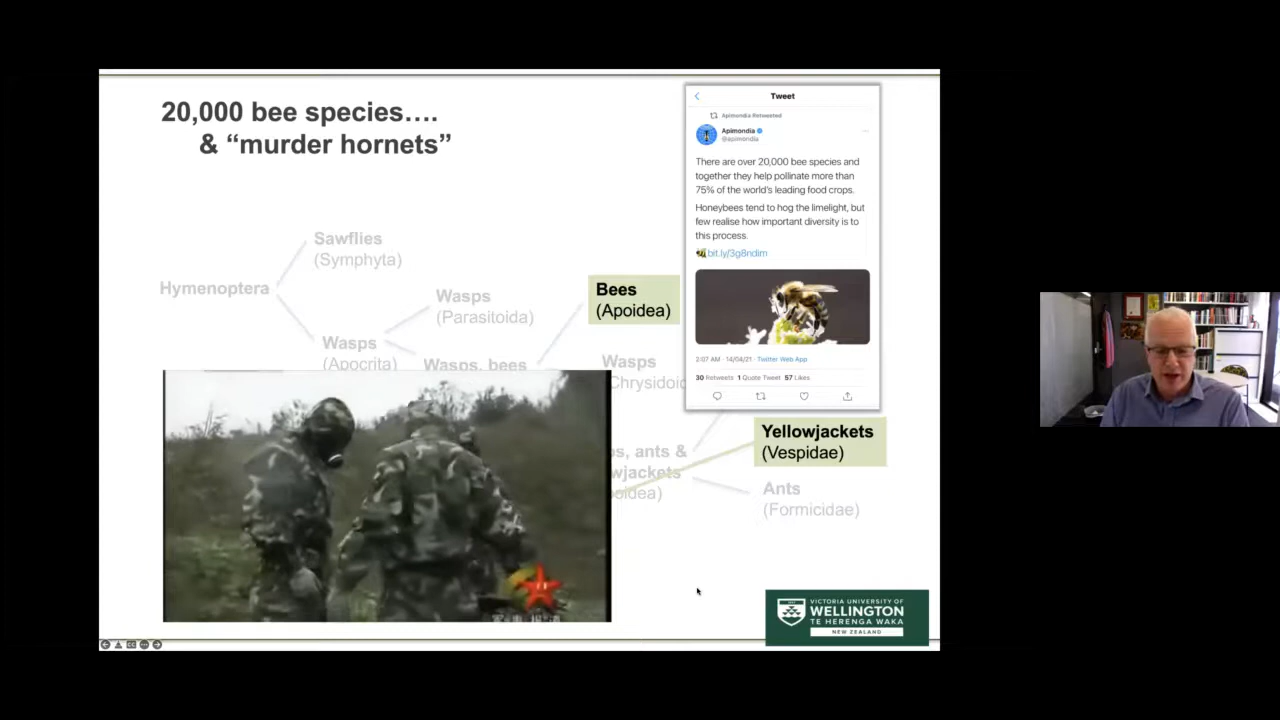 20,000 bee species….
& “murder hornets”
Sawflies
(Symphyta)
Hymenoptera
Wasps
(Parasitoida)
Wasps
(Apocrita)
Wasps, bees
Bees
(Apoidea)
Wasps
Chrysidoid
s, ants &
wjackets
oidea)
Yellowjackets
(Vespidae)
Ants
(Formicidae)
Tweet
Apimondia Retweeted
Apimondia
@apimondia
There are over 20,000 bee species and
together they help pollinate more than
75% of the world's leading food crops.
Honeybees tend to hog the limelight, but
few realise how important diversity is to
this process.
bit.ly/3g8ndim
2:07 AM · 14/04/21 · Twitter Web App
30 Retweets 1 Quote Tweet 57 Likes
VICTORIA UNIVERSITY OF
WELLINGTON
TE HERENGA WAKA
NEW ZEALAND